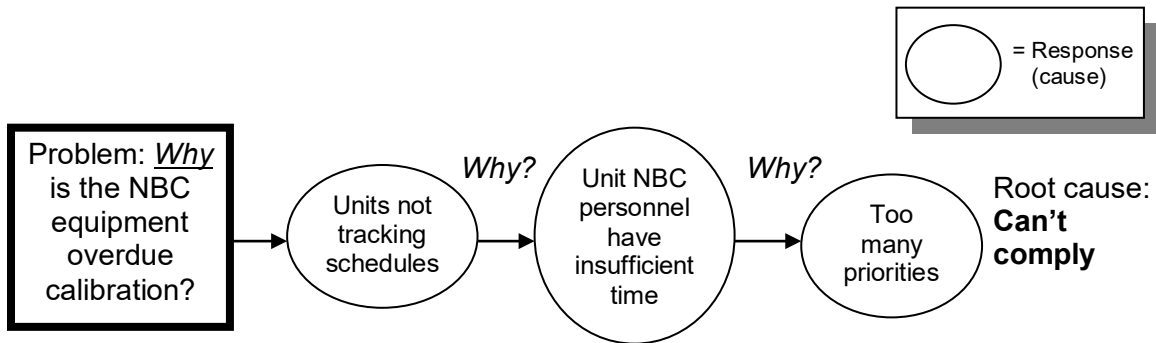 = Response
(cause)
Problem: Why
is the NBC
equipment
overdue
calibration?
Units not
tracking
schedules
Why?
Unit NBC
personnel
have
insufficient
time
Why?
Too
many
priorities
Root cause:
Can’t
comply